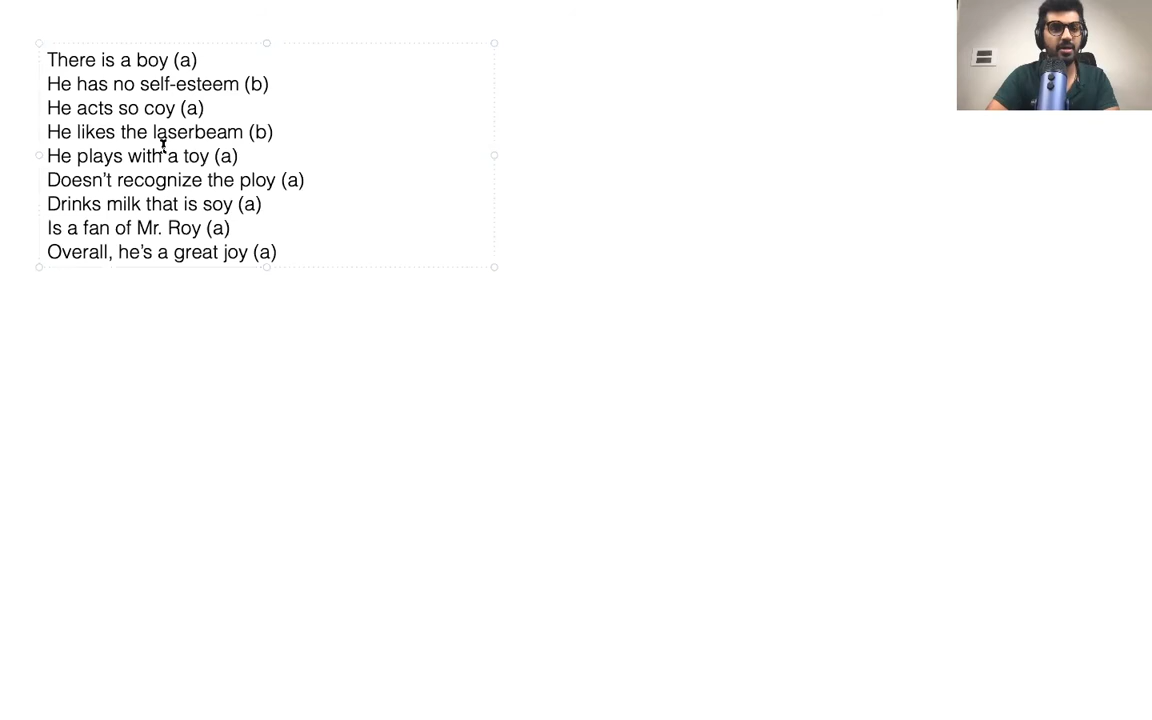 There is a boy (a)
He has no self-esteem (b)
He acts so coy (a)
He likes the laserbeam (b)
He plays with a toy (a)
Doesn't recognize the ploy (a)
Drinks milk that is soy (a)
Is a fan of Mr. Roy (a)
Overall, he's a great joy (a)